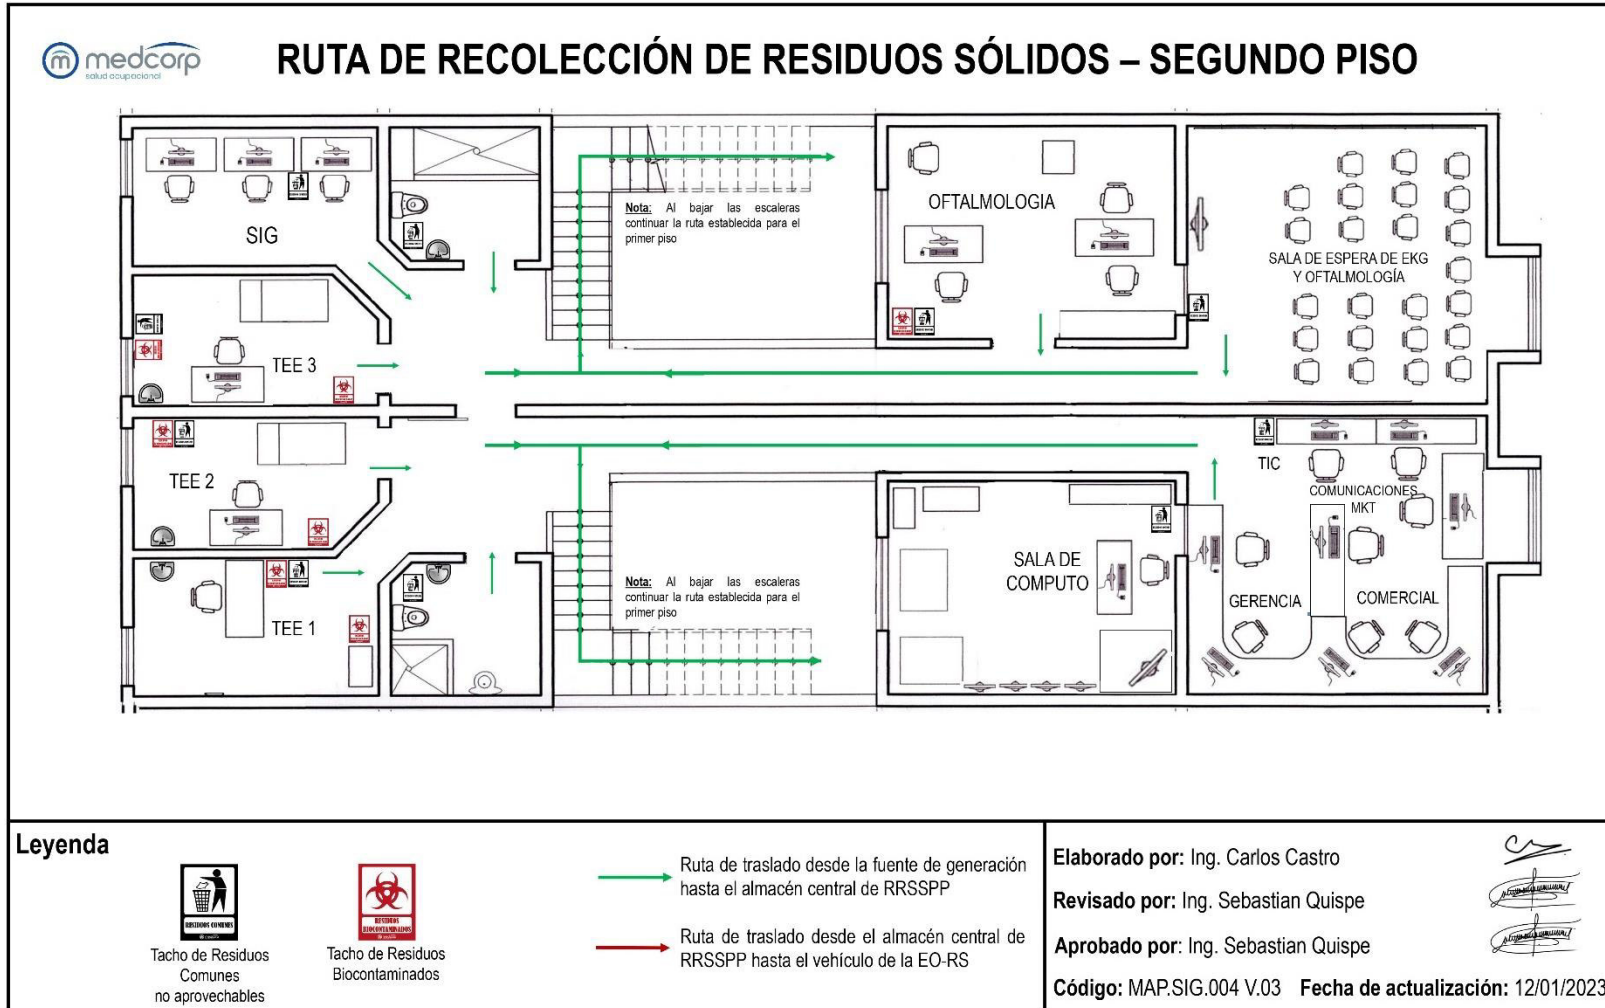 medcorp
salud ocupacional
RUTA DE RECOLECCIÓN DE RESIDUOS SÓLIDOS – SEGUNDO PISO
SIG
Nota: Al bajar las escaleras
continuar la ruta establecida para el
primer piso
OFTALMOLOGIA
SALA DE ESPERA DE EKG
Y OFTALMOLOGÍA
TEE 3
TEE 2
TIC
COMUNICACIONES
MKT
SALA DE
COMPUTO
Nota: Al bajar las escaleras
continuar la ruta establecida para el
primer piso
GERENCIA
COMERCIAL
TEE 1
Leyenda
RESIDUOS COMUNES
Tacho de Residuos
Comunes
no aprovechables
RESIDUOS
BIOCONTAMINADOS
Tacho de Residuos
Biocontaminados
Ruta de traslado desde la fuente de generación
hasta el almacén central de RRSSPP
Ruta de traslado desde el almacén central de
RRSSPP hasta el vehículo de la EO-RS
Elaborado por: Ing. Carlos Castro
Revisado por: Ing. Sebastian Quispe
Aprobado por: Ing. Sebastian Quispe
Código: MAP.SIG.004 V.03 Fecha de actualización: 12/01/2023